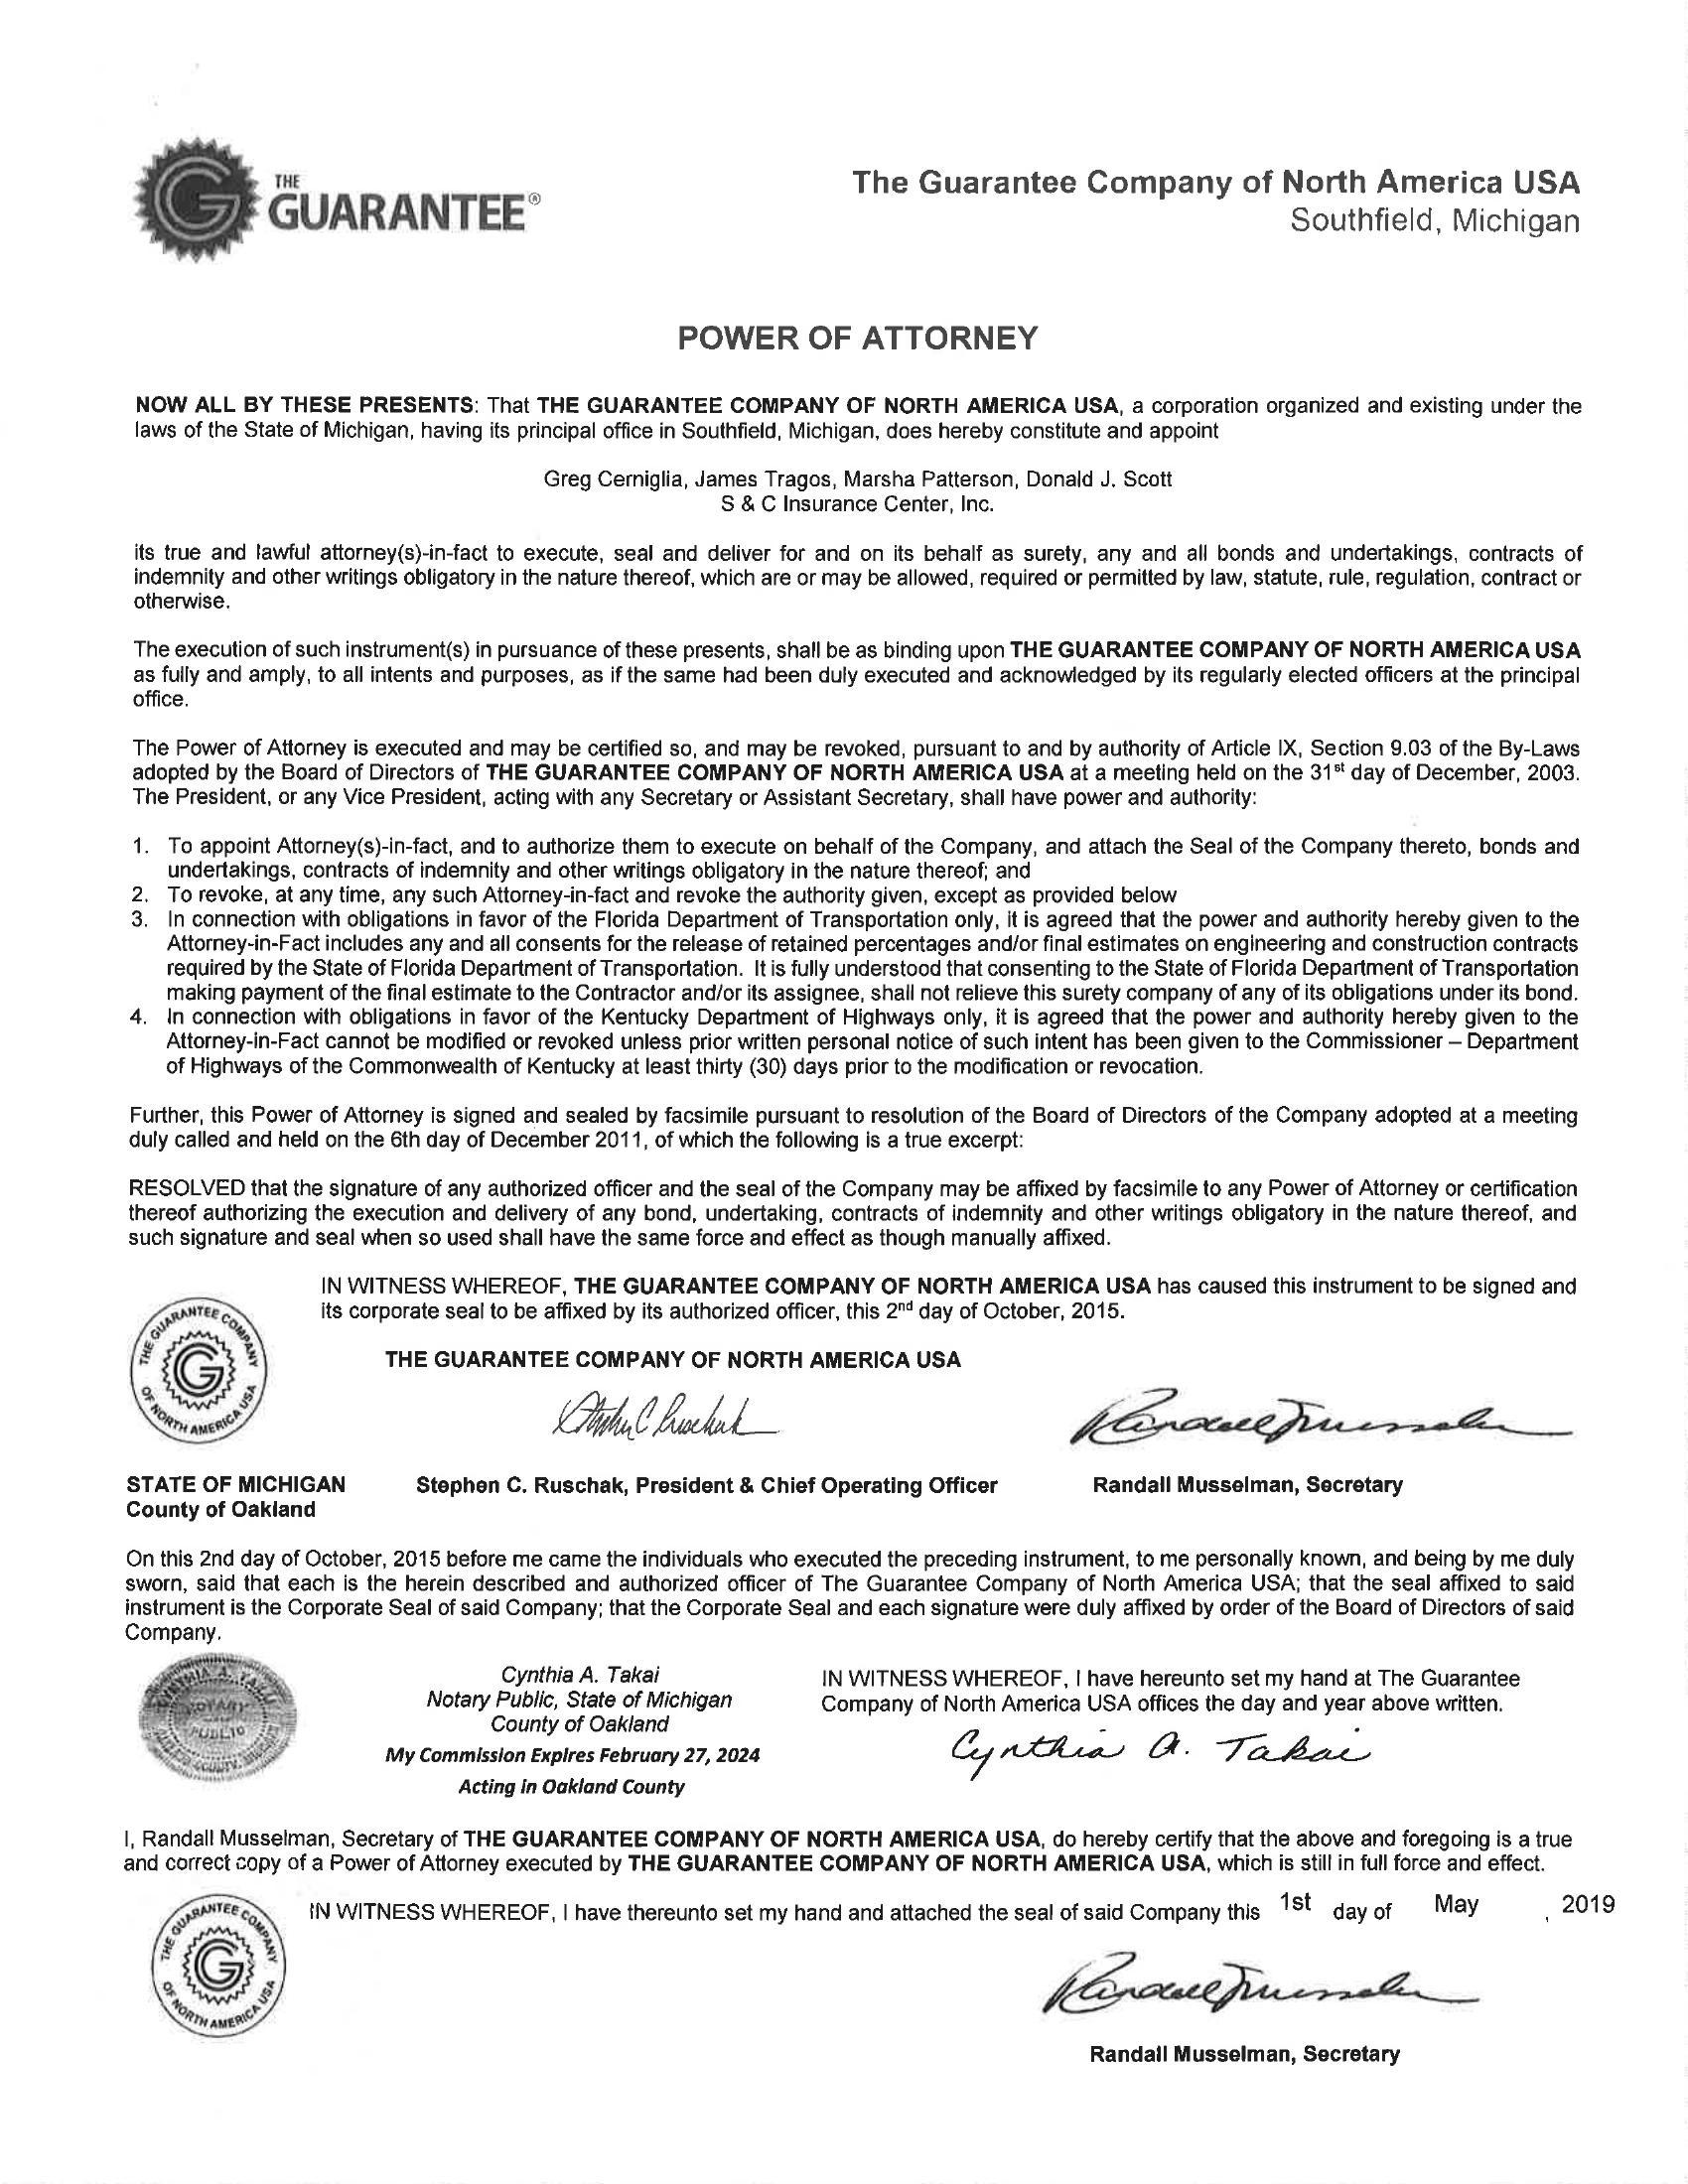 THE
GUARANTEE®
The Guarantee Company of North America USA
Southfield, Michigan
POWER OF ATTORNEY
NOW ALL BY THESE PRESENTS: That THE GUARANTEE COMPANY OF NORTH AMERICA USA, a corporation organized and existing under the
laws of the State of Michigan, having its principal office in Southfield, Michigan, does hereby constitute and appoint
Greg Cerniglia, James Tragos, Marsha Patterson, Donald J. Scott
S & C Insurance Center, Inc.
its true and lawful attorney(s)-in-fact to execute, seal and deliver for and on its behalf as surety, any and all bonds and undertakings, contracts of
indemnity and other writings obligatory in the nature thereof, which are or may be allowed, required or permitted by law, statute, rule, regulation, contract or
otherwise.
The execution of such instrument(s) in pursuance of these presents, shall be as binding upon THE GUARANTEE COMPANY OF NORTH AMERICA USA
as fully and amply, to all intents and purposes, as if the same had been duly executed and acknowledged by its regularly elected officers at the principal
office.
The Power of Attorney is executed and may be certified so, and may be revoked, pursuant to and by authority of Article IX, Section 9.03 of the By-Laws
adopted by the Board of Directors of THE GUARANTEE COMPANY OF NORTH AMERICA USA at a meeting held on the 31st day of December, 2003.
The President, or any Vice President, acting with any Secretary or Assistant Secretary, shall have power and authority:
1. To appoint Attorney(s)-in-fact, and to authorize them to execute on behalf of the Company, and attach the Seal of the Company thereto, bonds and
undertakings, contracts of indemnity and other writings obligatory in the nature thereof; and
2. To revoke, at any time, any such Attorney-in-fact and revoke the authority given, except as provided below
3. In connection with obligations in favor of the Florida Department of Transportation only, it is agreed that the power and authority hereby given to the
Attorney-in-Fact includes any and all consents for the release of retained percentages and/or final estimates on engineering and construction contracts
required by the State of Florida Department of Transportation. It is fully understood that consenting to the State of Florida Department of Transportation
making payment of the final estimate to the Contractor and/or its assignee, shall not relieve this surety company of any of its obligations under its bond.
4. In connection with obligations in favor of the Kentucky Department of Highways only, it is agreed that the power and authority hereby given to the
Attorney-in-Fact cannot be modified or revoked unless prior written personal notice of such intent has been given to the Commissioner – Department
of Highways of the Commonwealth of Kentucky at least thirty (30) days prior to the modification or revocation.
Further, this Power of Attorney is signed and sealed by facsimile pursuant to resolution of the Board of Directors of the Company adopted at a meeting
duly called and held on the 6th day of December 2011, of which the following is a true excerpt:
RESOLVED that the signature of any authorized officer and the seal of the Company may be affixed by facsimile to any Power of Attorney or certification
thereof authorizing the execution and delivery of any bond, undertaking, contracts of indemnity and other writings obligatory in the nature thereof, and
such signature and seal when so used shall have the same force and effect as though manually affixed.
IN WITNESS WHEREOF, THE GUARANTEE COMPANY OF NORTH AMERICA USA has caused this instrument to be signed and
its corporate seal to be affixed by its authorized officer, this 2nd day of October, 2015.
THE GUARANTEE COMPANY
OF NORTH AMERICA USA
THE GUARANTEE COMPANY OF NORTH AMERICA USA
STATE OF MICHIGAN
County of Oakland
Stephen C. Ruschak, President & Chief Operating Officer
Randall Musselman, Secretary
On this 2nd day of October, 2015 before me came the individuals who executed the preceding instrument, to me personally known, and being by me duly
sworn, said that each is the herein described and authorized officer of The Guarantee Company of North America USA; that the seal affixed to said
instrument is the Corporate Seal of said Company; that the Corporate Seal and each signature were duly affixed by order of the Board of Directors of said
Company.
NOTARY
PUBLIC
Cynthia A. Takai
Notary Public, State of Michigan
County of Oakland
My Commission Expires February 27, 2024
Acting in Oakland County
IN WITNESS WHEREOF, I have hereunto set my hand at The Guarantee
Company of North America USA offices the day and year above written.
Cynthia A. Takai
I, Randall Musselman, Secretary of THE GUARANTEE COMPANY OF NORTH AMERICA USA, do hereby certify that the above and foregoing is a true
and correct copy of a Power of Attorney executed by THE GUARANTEE COMPANY OF NORTH AMERICA USA, which is still in full force and effect.
THE GUARANTEE COMPANY
OF NORTH AMERICA USA
IN WITNESS WHEREOF, I have thereunto set my hand and attached the seal of said Company this 1st day of May , 2019
Randall Musselman, Secretary